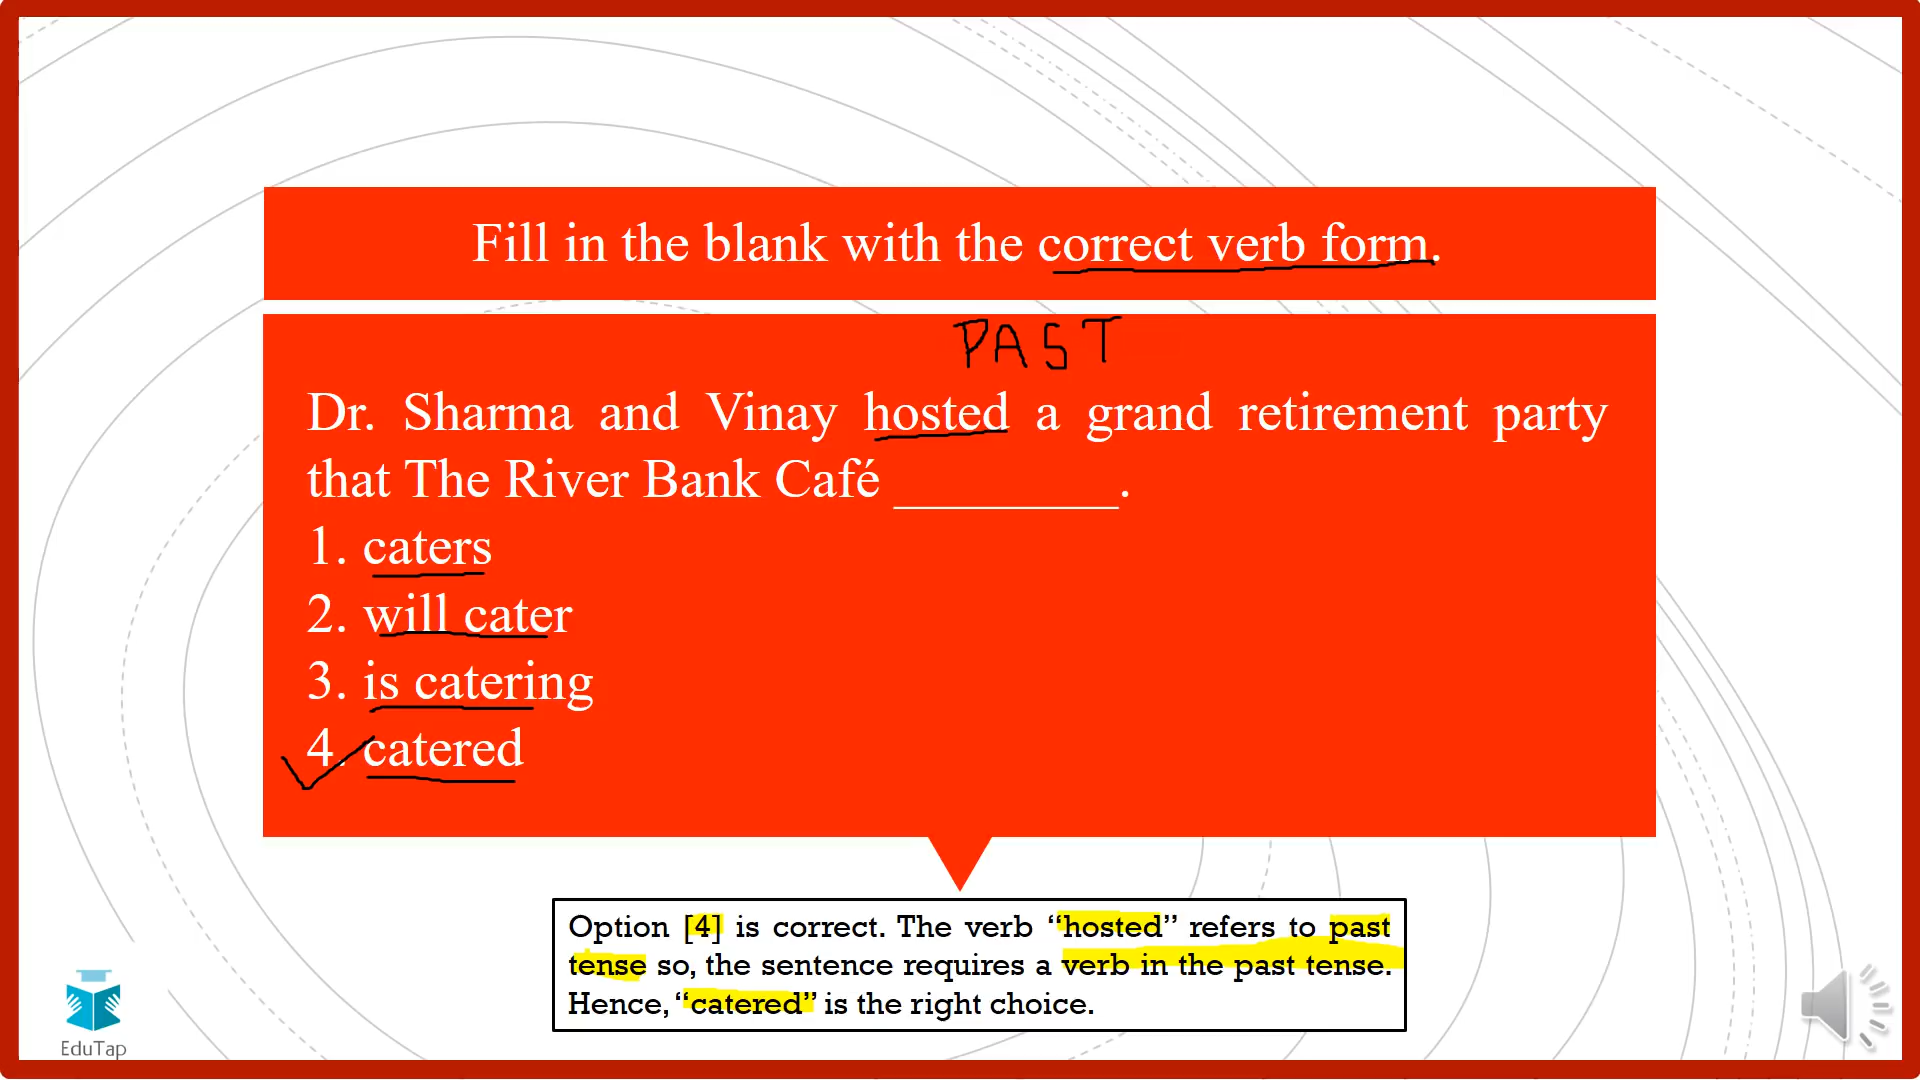 Fill in the blank with the correct verb form.
PAST
Dr. Sharma and Vinay hosted a grand retirement party
that The River Bank Café ________.
1. caters
2. will cater
3. is catering
4. catered
Option [4] is correct. The verb “hosted” refers to past
tense so, the sentence requires a verb in the past tense.
Hence, “catered” is the right choice.
EduTap